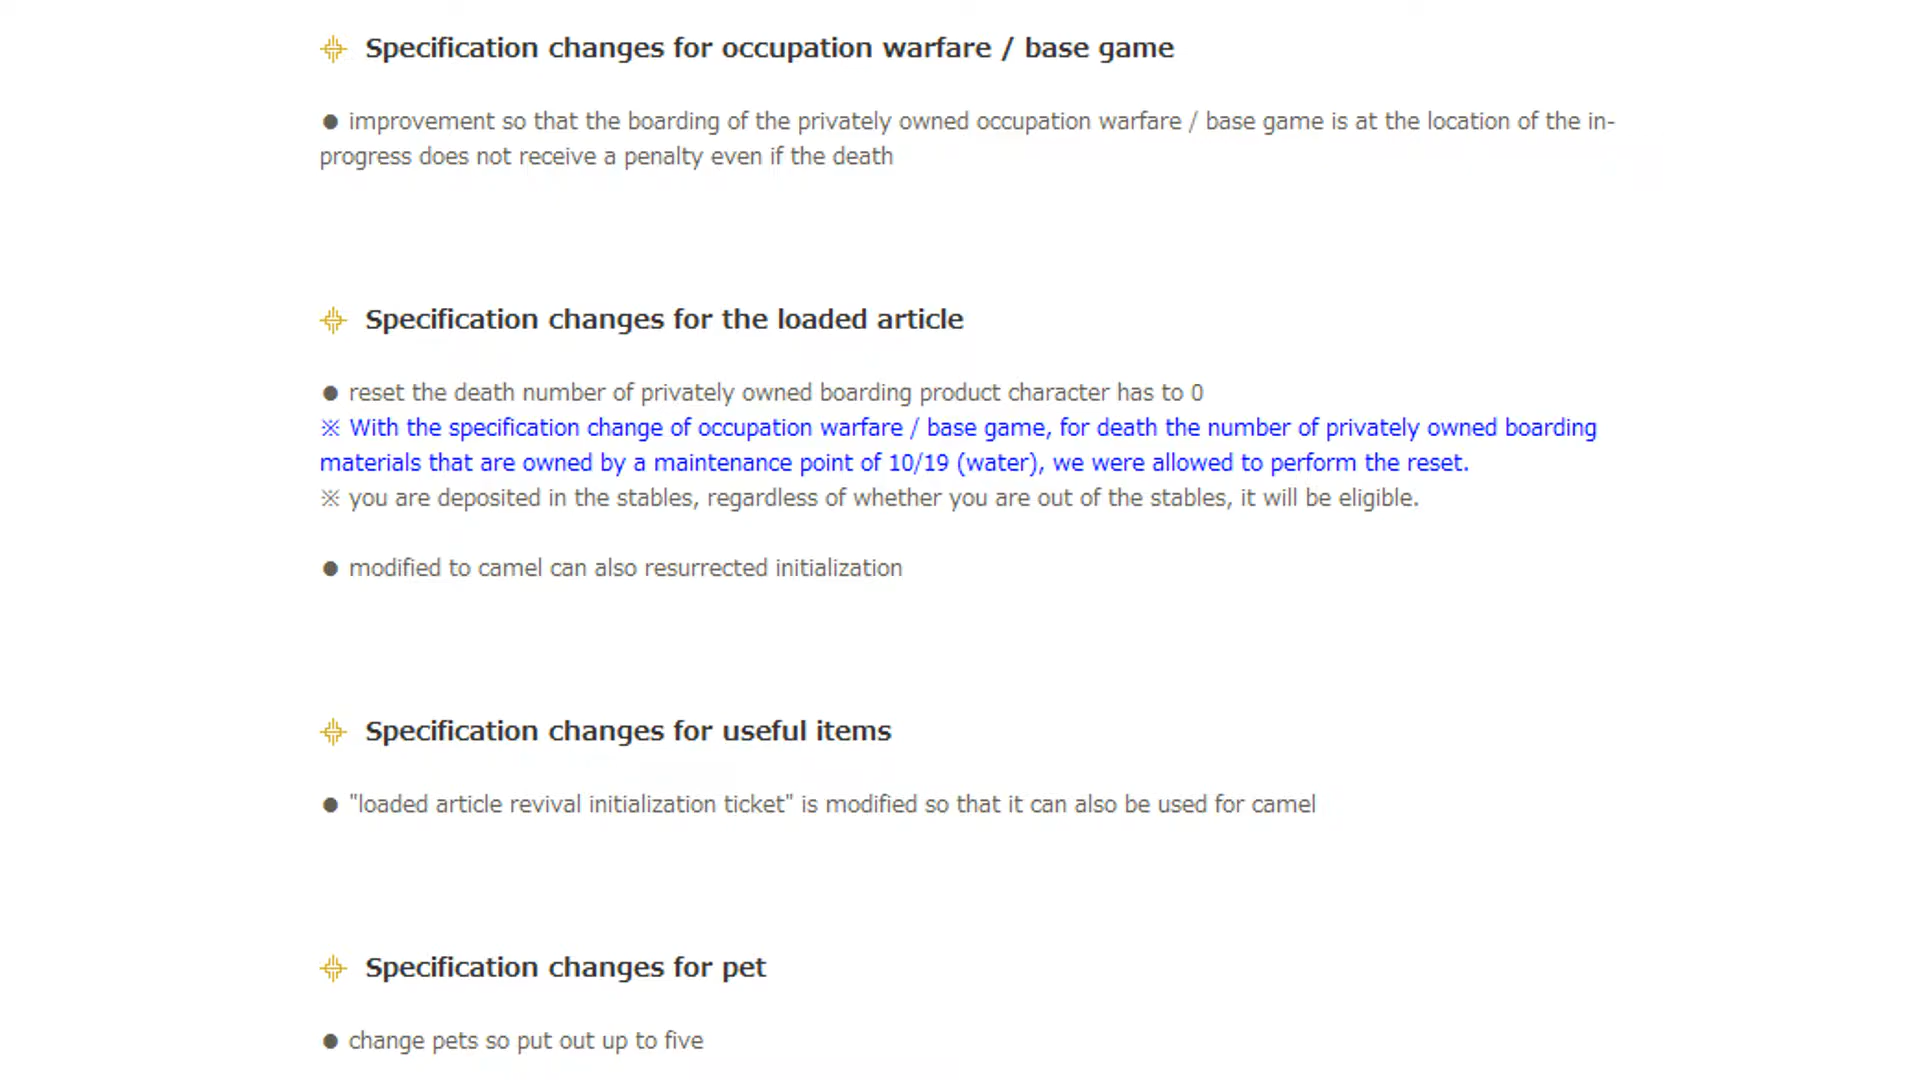 Specification changes for occupation warfare / base game
● improvement so that the boarding of the privately owned occupation warfare / base game is at the location of the in-
progress does not receive a penalty even if the death
Specification changes for the loaded article
● reset the death number of privately owned boarding product character has to 0
※ With the specification change of occupation warfare / base game, for death the number of privately owned boarding
materials that are owned by a maintenance point of 10/19 (water), we were allowed to perform the reset.
※ you are deposited in the stables, regardless of whether you are out of the stables, it will be eligible.
● modified to camel can also resurrected initialization
Specification changes for useful items
● "loaded article revival initialization ticket" is modified so that it can also be used for camel
Specification changes for pet
● change pets so put out up to five